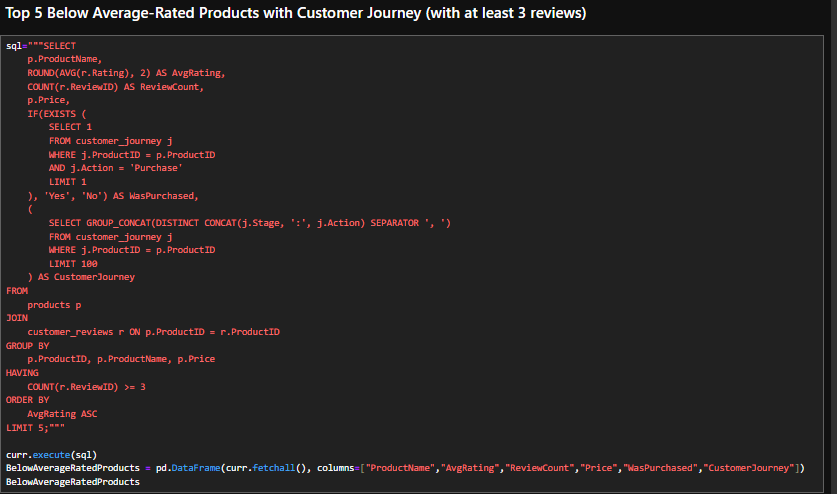 Top 5 Below Average-Rated Products with Customer Journey (with at least 3 reviews)
sql="""SELECT
    p.ProductName,
    ROUND(AVG(r.Rating), 2) AS AvgRating,
    COUNT(r.ReviewID) AS ReviewCount,
    p.Price,
    IF(EXISTS (
        SELECT 1
        FROM customer_journey j
        WHERE j.ProductID = p.ProductID
        AND j.Action = 'Purchase'
        LIMIT 1
    ), 'Yes', 'No') AS WasPurchased,
    (
        SELECT GROUP_CONCAT(DISTINCT CONCAT(j.Stage, ':', j.Action) SEPARATOR ', ')
        FROM customer_journey j
        WHERE j.ProductID = p.ProductID
        LIMIT 100
    ) AS CustomerJourney
FROM
    products p
JOIN
    customer_reviews r ON p.ProductID = r.ProductID
GROUP BY
    p.ProductID, p.ProductName, p.Price
HAVING
    COUNT(r.ReviewID) >= 3
ORDER BY
    AvgRating ASC
LIMIT 5;"""
curr.execute(sql)
BelowAverageRatedProducts = pd.DataFrame(curr.fetchall(), columns=["ProductName","AvgRating","ReviewCount","Price","WasPurchased","CustomerJourney"])
BelowAverageRatedProducts